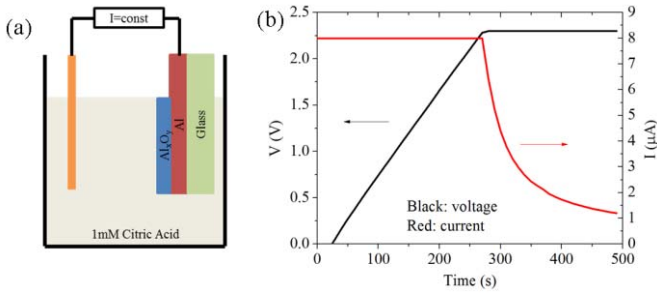 (a)
I=const
AlxOy
Al
Glass
1mM Citric Acid
(b)
2.5
2.0
1.5
1.0
0.5
0.0
V (V)
0
100
200
300
400
500
Time (s)
9
8
7
6
5
4
3
2
1
0
I (μA)
Black: voltage
Red: current